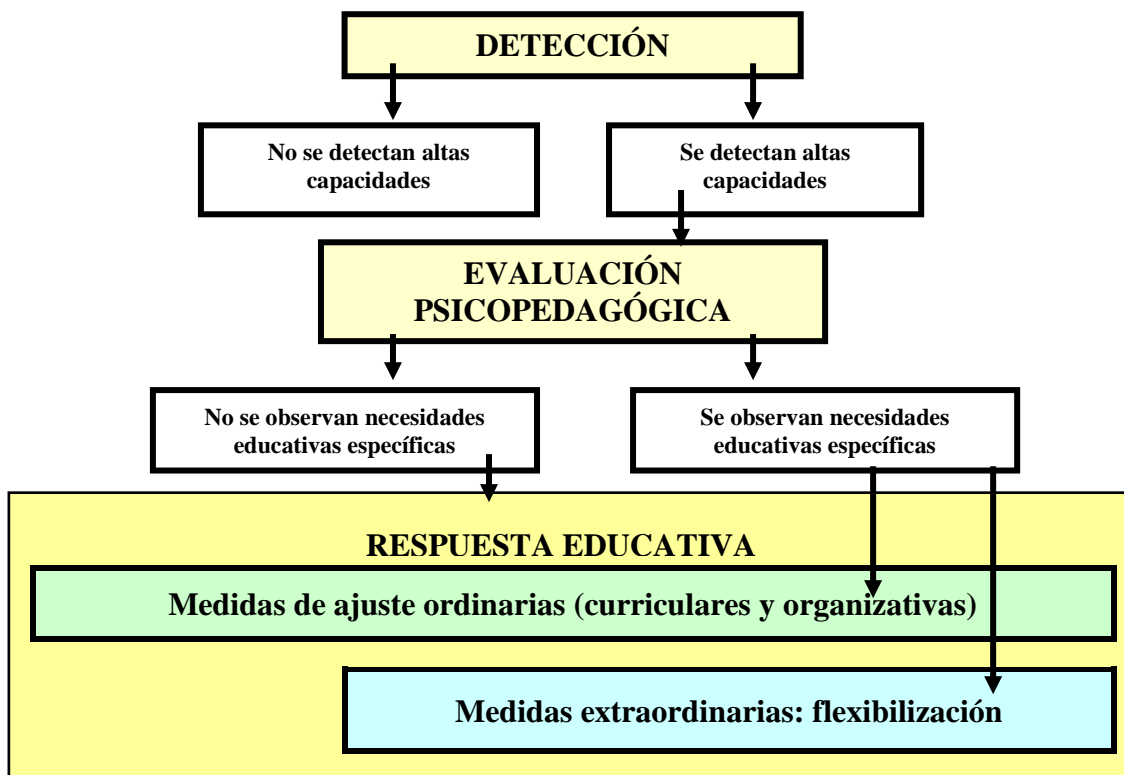 DETECCIÓN
No se detectan altas
capacidades
Se detectan altas
capacidades
EVALUACIÓN
PSICOPEDAGÓGICA
No se observan necesidades
educativas específicas
Se observan necesidades
educativas específicas
RESPUESTA EDUCATIVA
Medidas de ajuste ordinarias (curriculares y organizativas)
Medidas extraordinarias: flexibilización